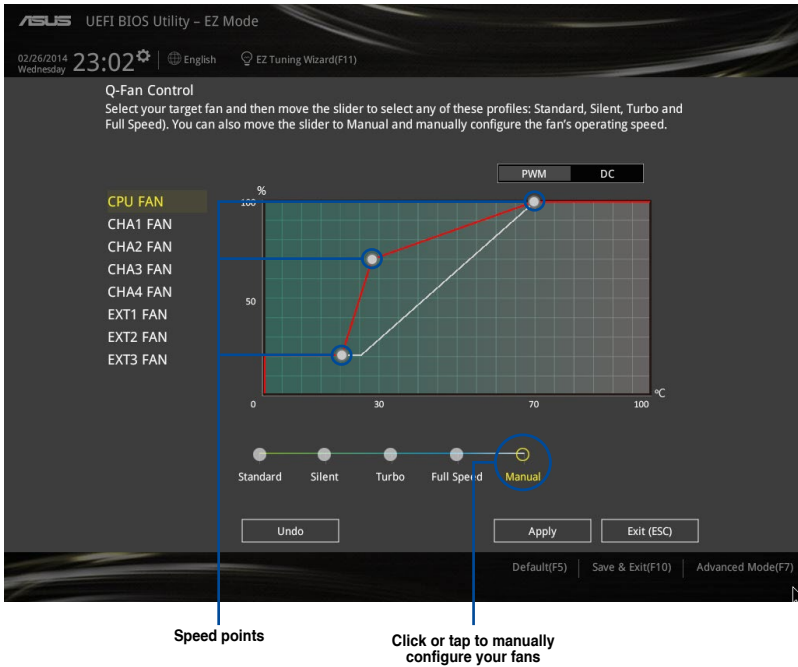 ASUS UEFI BIOS Utility – EZ Mode
02/26/2014
Wednesday
23:02
English
EZ Tuning Wizard(F11)
Q-Fan Control
Select your target fan and then move the slider to select any of these profiles: Standard, Silent, Turbo and
Full Speed). You can also move the slider to Manual and manually configure the fan's operating speed.
PWM DC
CPU FAN
CHA1 FAN
CHA2 FAN
CHA3 FAN
CHA4 FAN
EXT1 FAN
EXT2 FAN
EXT3 FAN
%
100
50
0 30 70 100
ºC
Standard Silent Turbo Full Speed Manual
Undo Apply Exit (ESC)
Default(F5) Save & Exit(F10) Advanced Mode(F7)
Speed points
Click or tap to manually
configure your fans